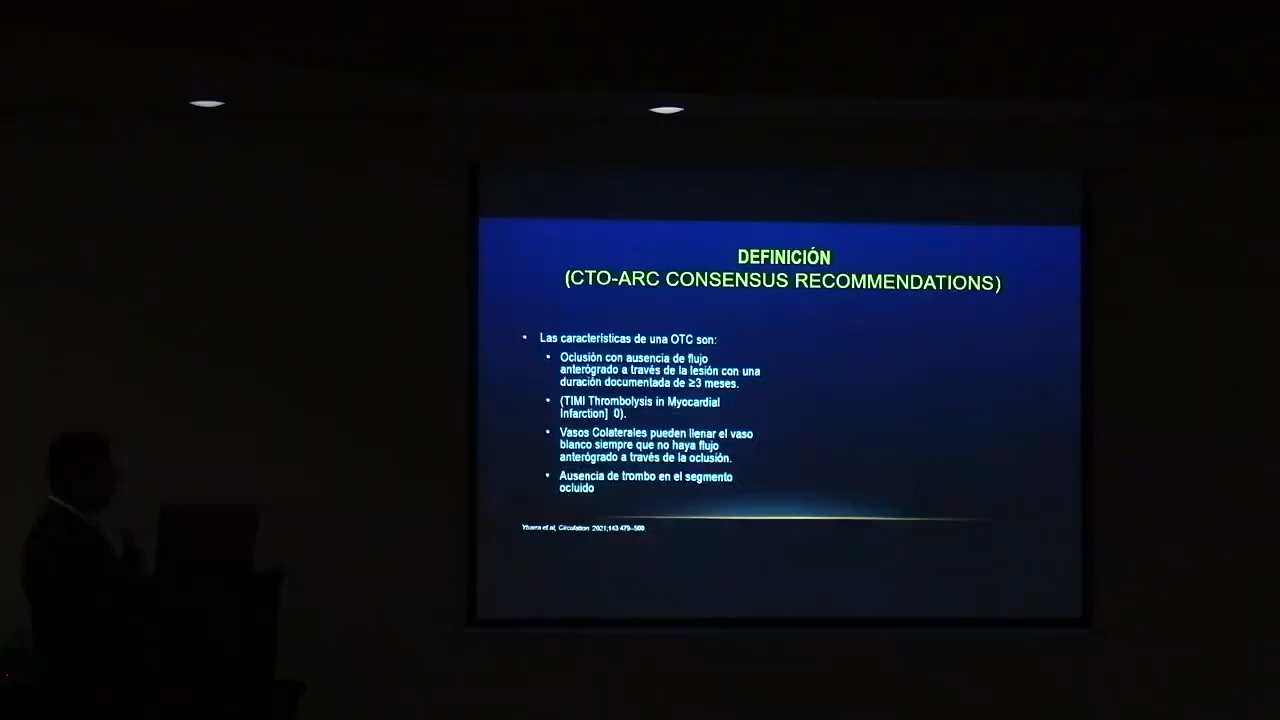 DEFINICIÓN
(CTO-ARC CONSENSUS RECOMMENDATIONS)
• Las características de una OTC son:
• Oclusión con ausencia de flujo
anterógrado a través de la lesión con una
duración documentada de ≥3 meses.
• (TIMI Thrombolysis in Myocardial
Infarction] 0).
• Vasos Colaterales pueden llenar el vaso
blanco siempre que no haya flujo
anterógrado a través de la oclusión.
• Ausencia de trombo en el segmento
ocluido
Ybarra et al, Circulation 2021;143:479–500.